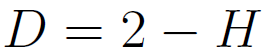 D = 2 − H